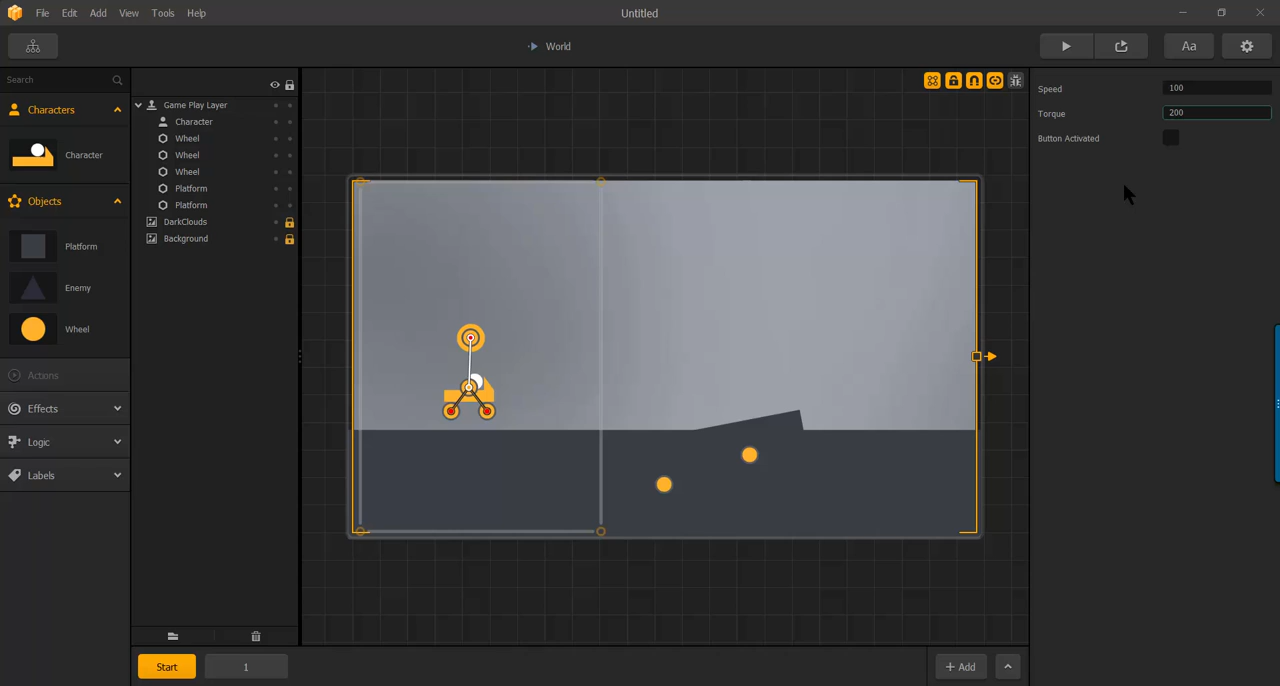 File Edit Add View Tools Help
Untitled
World
Aa
Search
Characters
Character
Objects
Platform
Enemy
Wheel
Actions
Effects
Logic
Labels
Game Play Layer
Character
Wheel
Wheel
Wheel
Platform
Platform
DarkClouds
Background
Speed 100
Torque 200
Button Activated
Start 1
+ Add